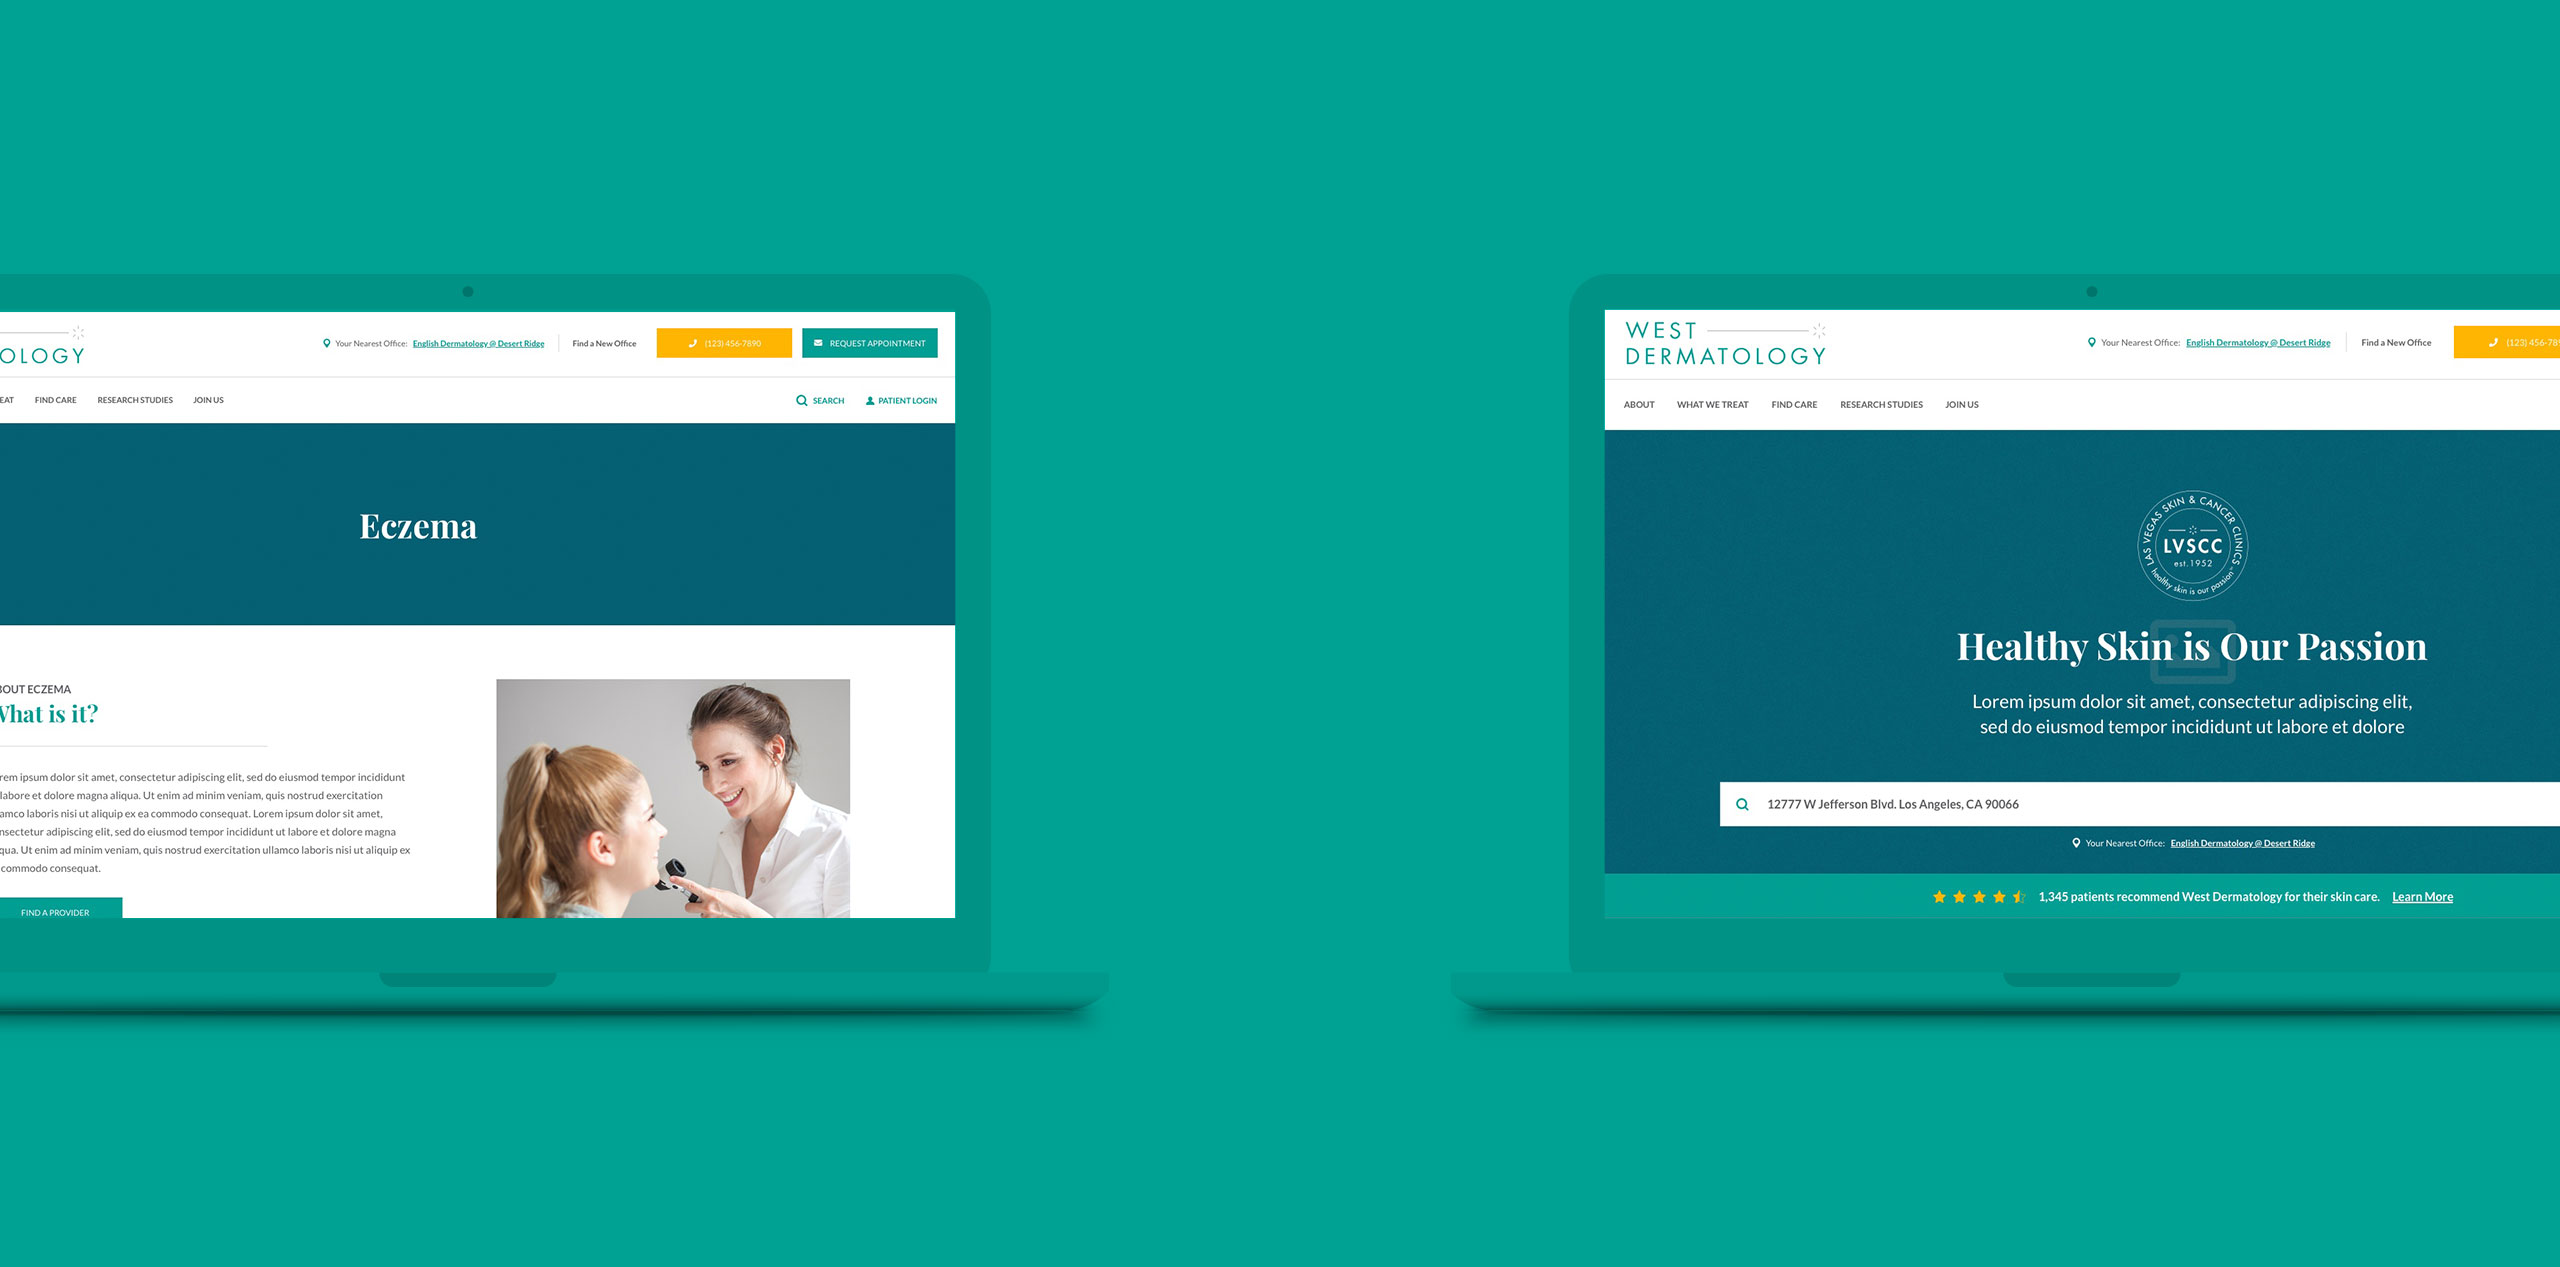 OLOGY
Your Nearest Office: English Dermatology @ Desert Ridge
Find a New Office
(123) 456-7890
REQUEST APPOINTMENT
EAT FIND CARE RESEARCH STUDIES JOIN US
SEARCH
PATIENT LOGIN
Eczema
BOUT ECZEMA
What is it?
rem ipsum dolor sit amet, consectetur adipiscing elit, sed do eiusmod tempor incididunt
labore et dolore magna aliqua. Ut enim ad minim veniam, quis nostrud exercitation
amco laboris nisi ut aliquip ex ea commodo consequat. Lorem ipsum dolor sit amet,
nsectetur adipiscing elit, sed do eiusmod tempor incididunt ut labore et dolore magna
qua. Ut enim ad minim veniam, quis nostrud exercitation ullamco laboris nisi ut aliquip ex
commodo consequat.
FIND A PROVIDER
WEST
DERMATOLOGY
Your Nearest Office: English Dermatology @ Desert Ridge
Find a New Office
(123) 456-789
ABOUT WHAT WE TREAT FIND CARE RESEARCH STUDIES JOIN US
LAS VEGAS SKIN & CANCER CLINICS
LVSCC
est. 1952
healthy skin is our passion
Healthy Skin is Our Passion
Lorem ipsum dolor sit amet, consectetur adipiscing elit,
sed do eiusmod tempor incididunt ut labore et dolore
12777 W Jefferson Blvd. Los Angeles, CA 90066
Your Nearest Office: English Dermatology @ Desert Ridge
1,345 patients recommend West Dermatology for their skin care. Learn More